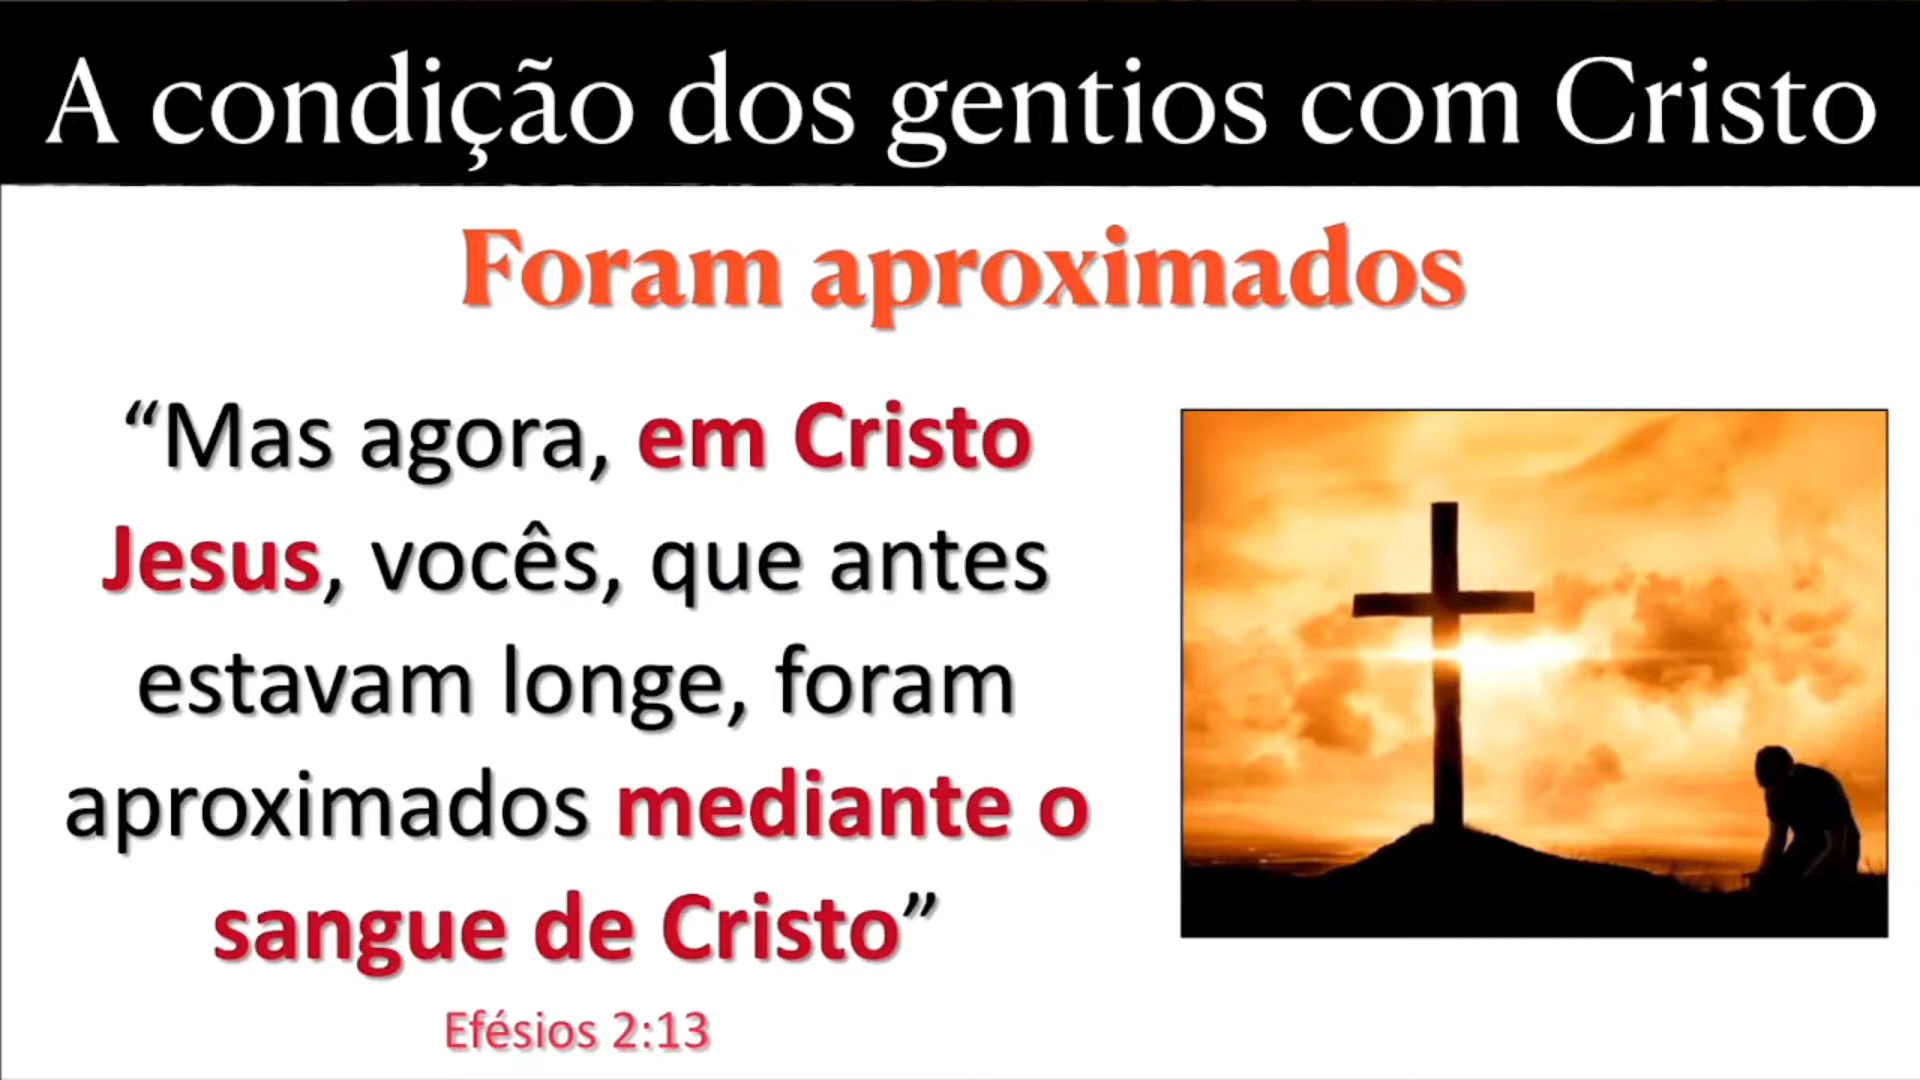 A condição dos gentios com Cristo
Foram aproximados
“Mas agora, em Cristo
Jesus, vocês, que antes
estavam longe, foram
aproximados mediante o
sangue de Cristo”
Efésios 2:13